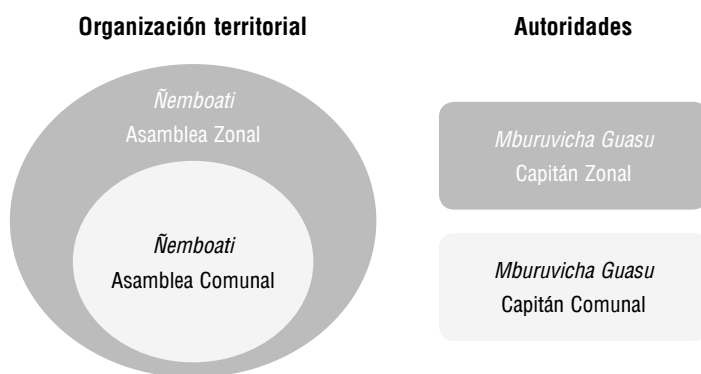 Organización territorial
Autoridades
Ñemboati
Asamblea Zonal
Ñemboati
Asamblea Comunal
Mburuvicha Guasu
Capitán Zonal
Mburuvicha Guasu
Capitán Comunal